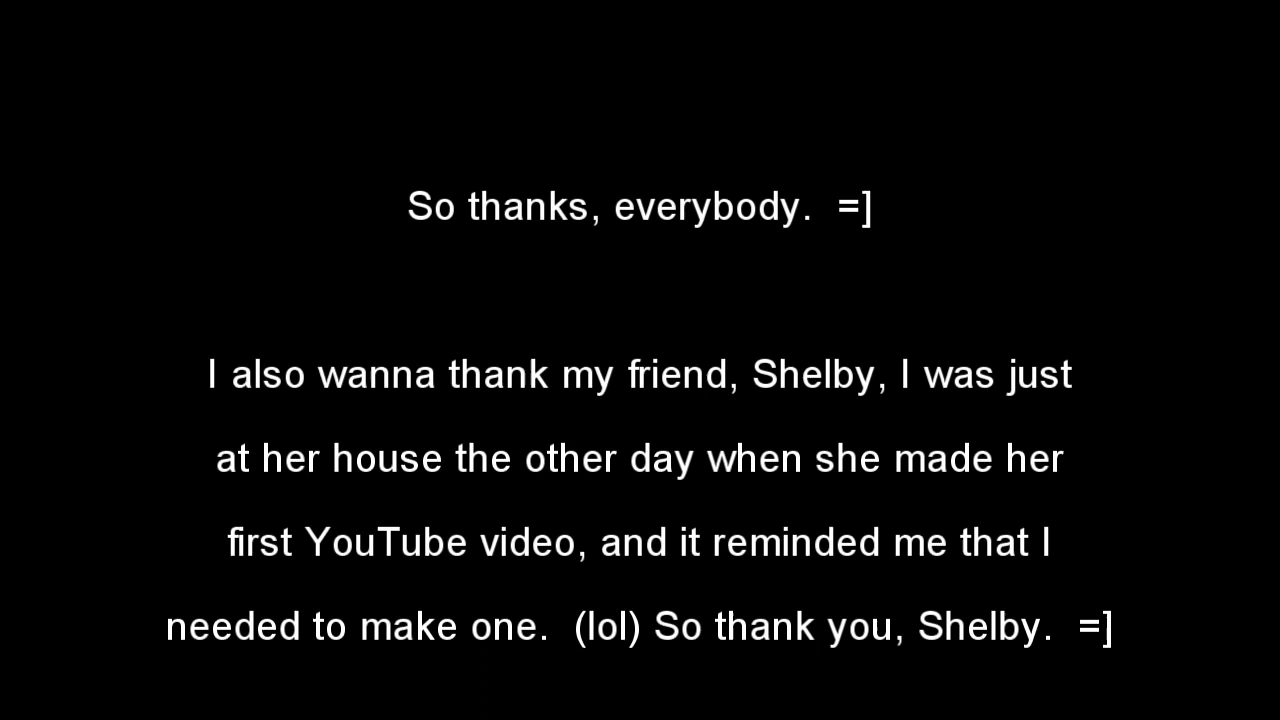 So thanks, everybody.  =]
I also wanna thank my friend, Shelby, I was just
at her house the other day when she made her
first YouTube video, and it reminded me that I
needed to make one.  (lol) So thank you, Shelby.  =]